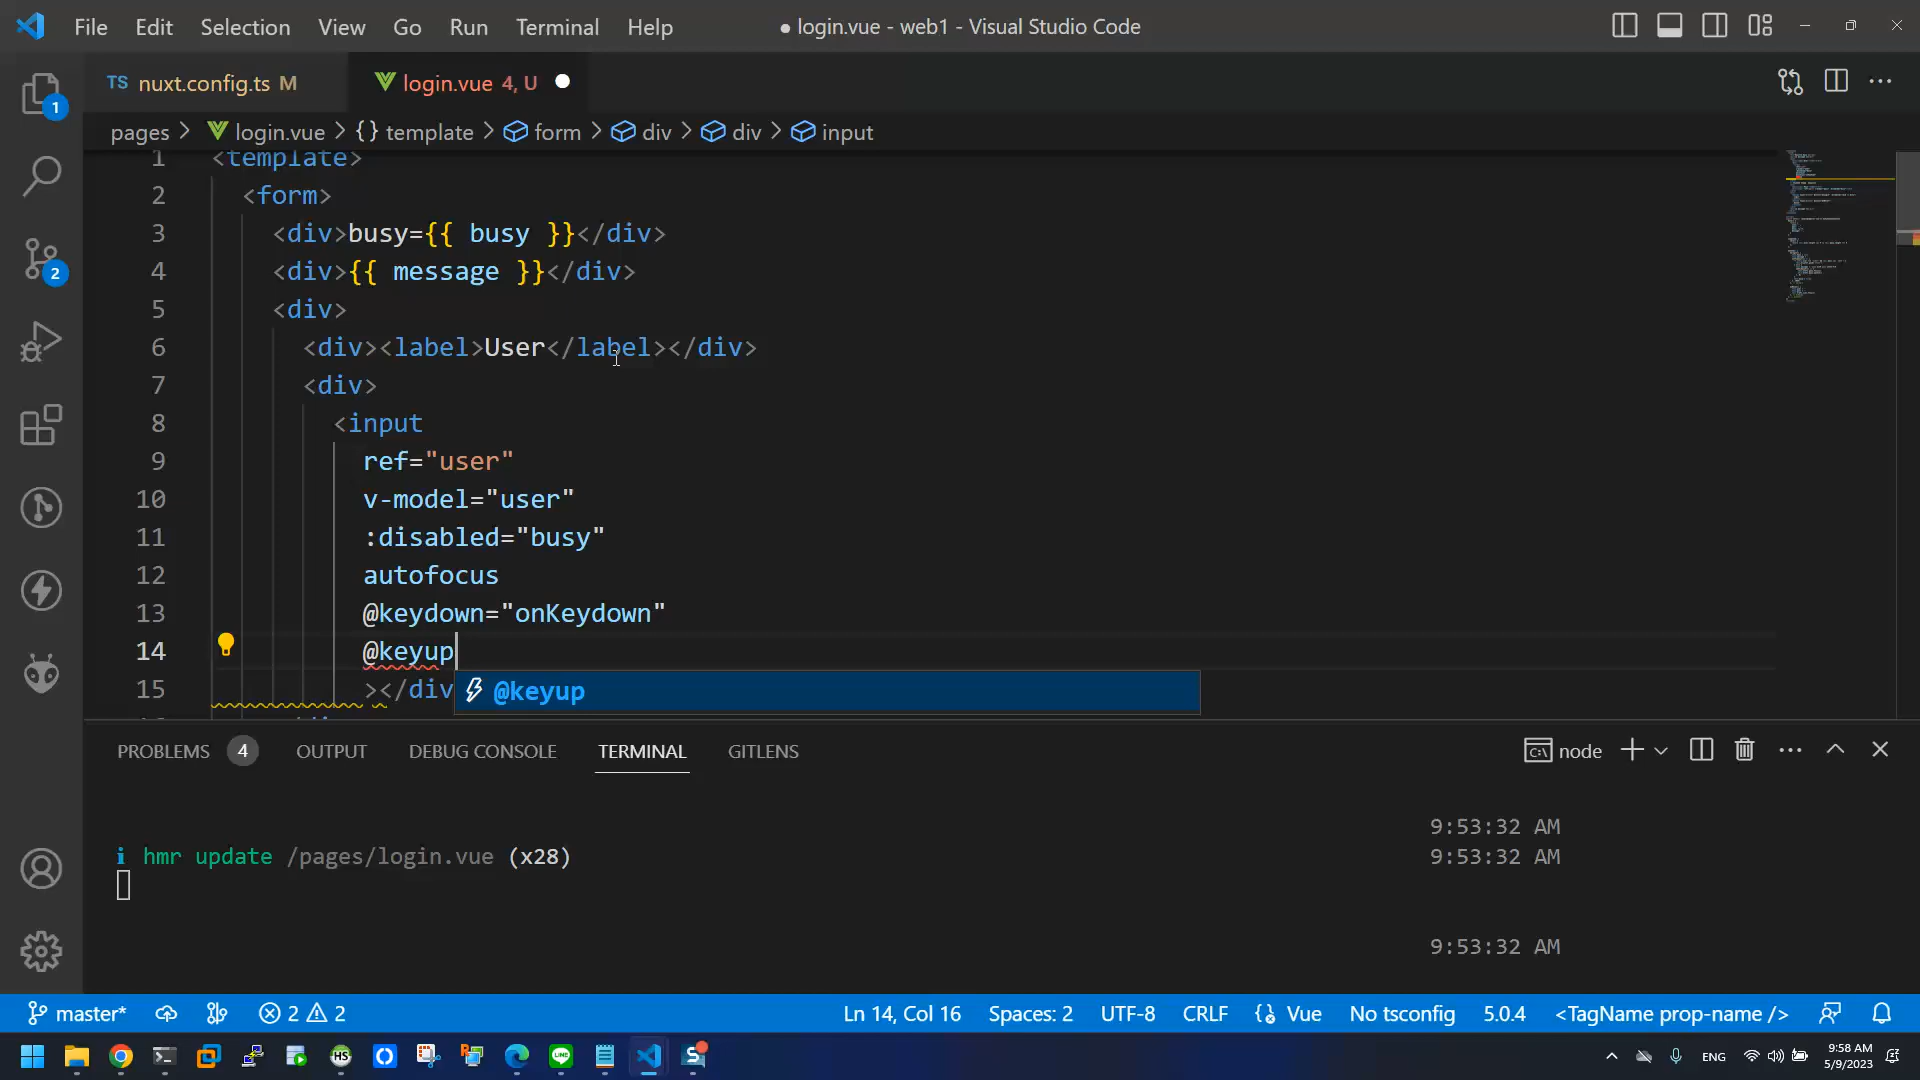 File Edit Selection View Go Run Terminal Help
● login.vue - web1 - Visual Studio Code
TS nuxt.config.ts M
login.vue 4, U
pages > login.vue > {} template > form > div > div > input
1 <template>
2 <form>
3 <div>busy={{ busy }}</div>
4 <div>{{ message }}</div>
5 <div>
6 <div><label>User</label></div>
7 <div>
8 <input
9 ref="user"
10 v-model="user"
11 :disabled="busy"
12 autofocus
13 @keydown="onKeydown"
14 @keyup
15 ></div
@keyup
PROBLEMS 4 OUTPUT DEBUG CONSOLE TERMINAL GITLENS
node
9:53:32 AM
i hmr update /pages/login.vue (x28) 9:53:32 AM
9:53:32 AM
1
2
master* 2 2 Ln 14, Col 16 Spaces: 2 UTF-8 CRLF Vue No tsconfig 5.0.4 <TagName prop-name />
HS
LINE
S
ENG
9:58 AM
5/9/2023